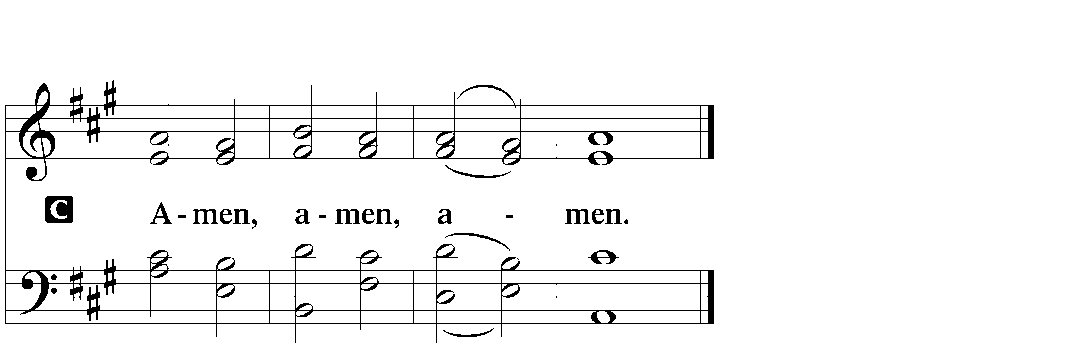 C A - men, a - men, a - men.